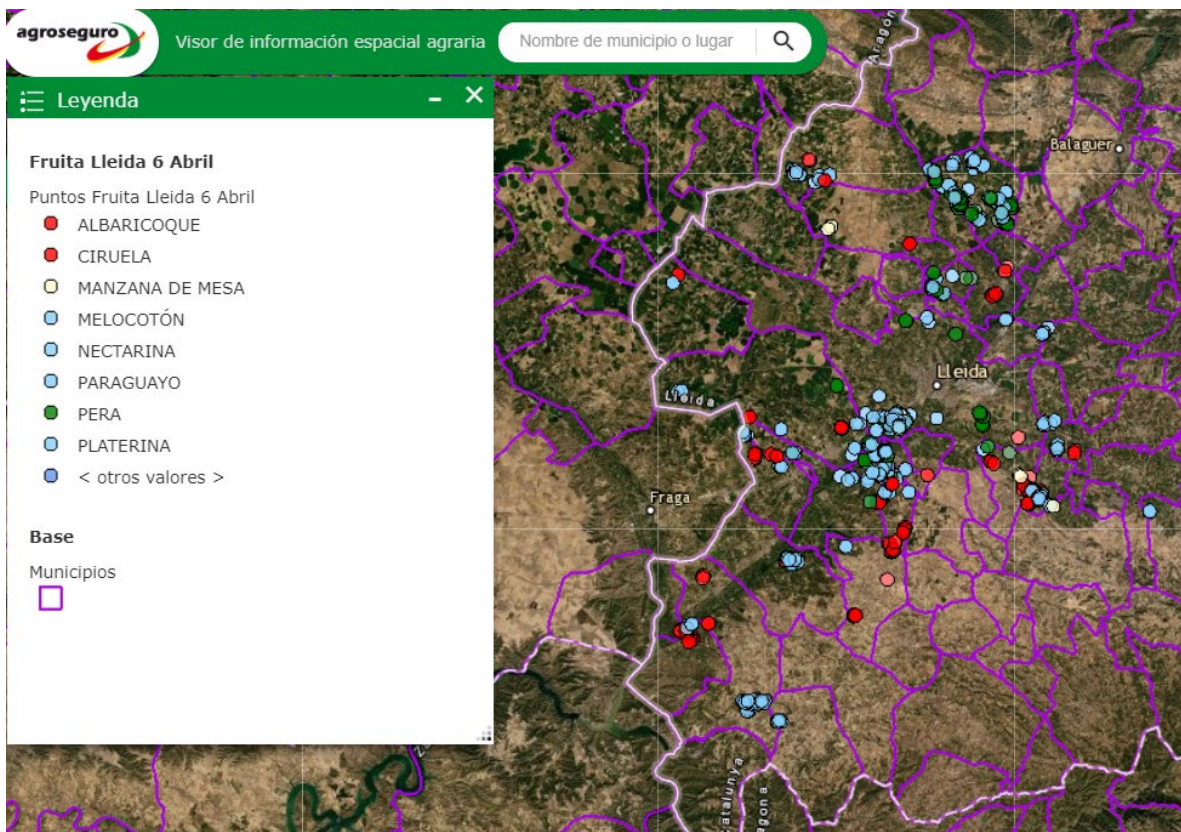 agroseguro
Visor de información espacial agraria
Nombre de municipio o lugar
Leyenda
Fruita Lleida 6 Abril
Puntos Fruita Lleida 6 Abril
ALBARICOQUE
CIRUELA
MANZANA DE MESA
MELOCOTÓN
NECTARINA
PARAGUAYO
PERA
PLATERINA
< otros valores >
Base
Municipios
Aragón
Balaguer
Lleida
Lleida
Fraga